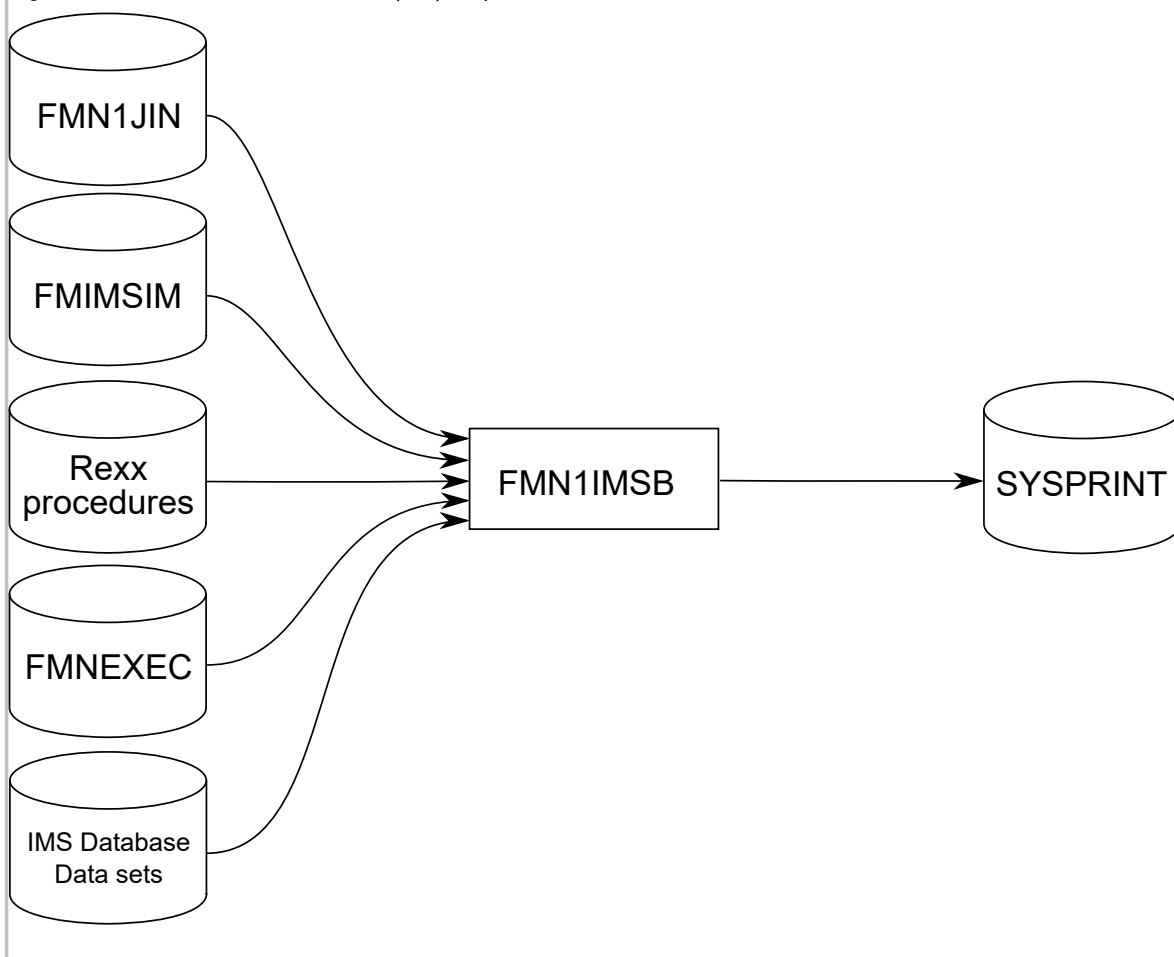 FMN1JIN
FMIMSIM
Rexx
procedures
FMN1IMSB
SYSPRINT
FMNEXEC
IMS Database
Data sets